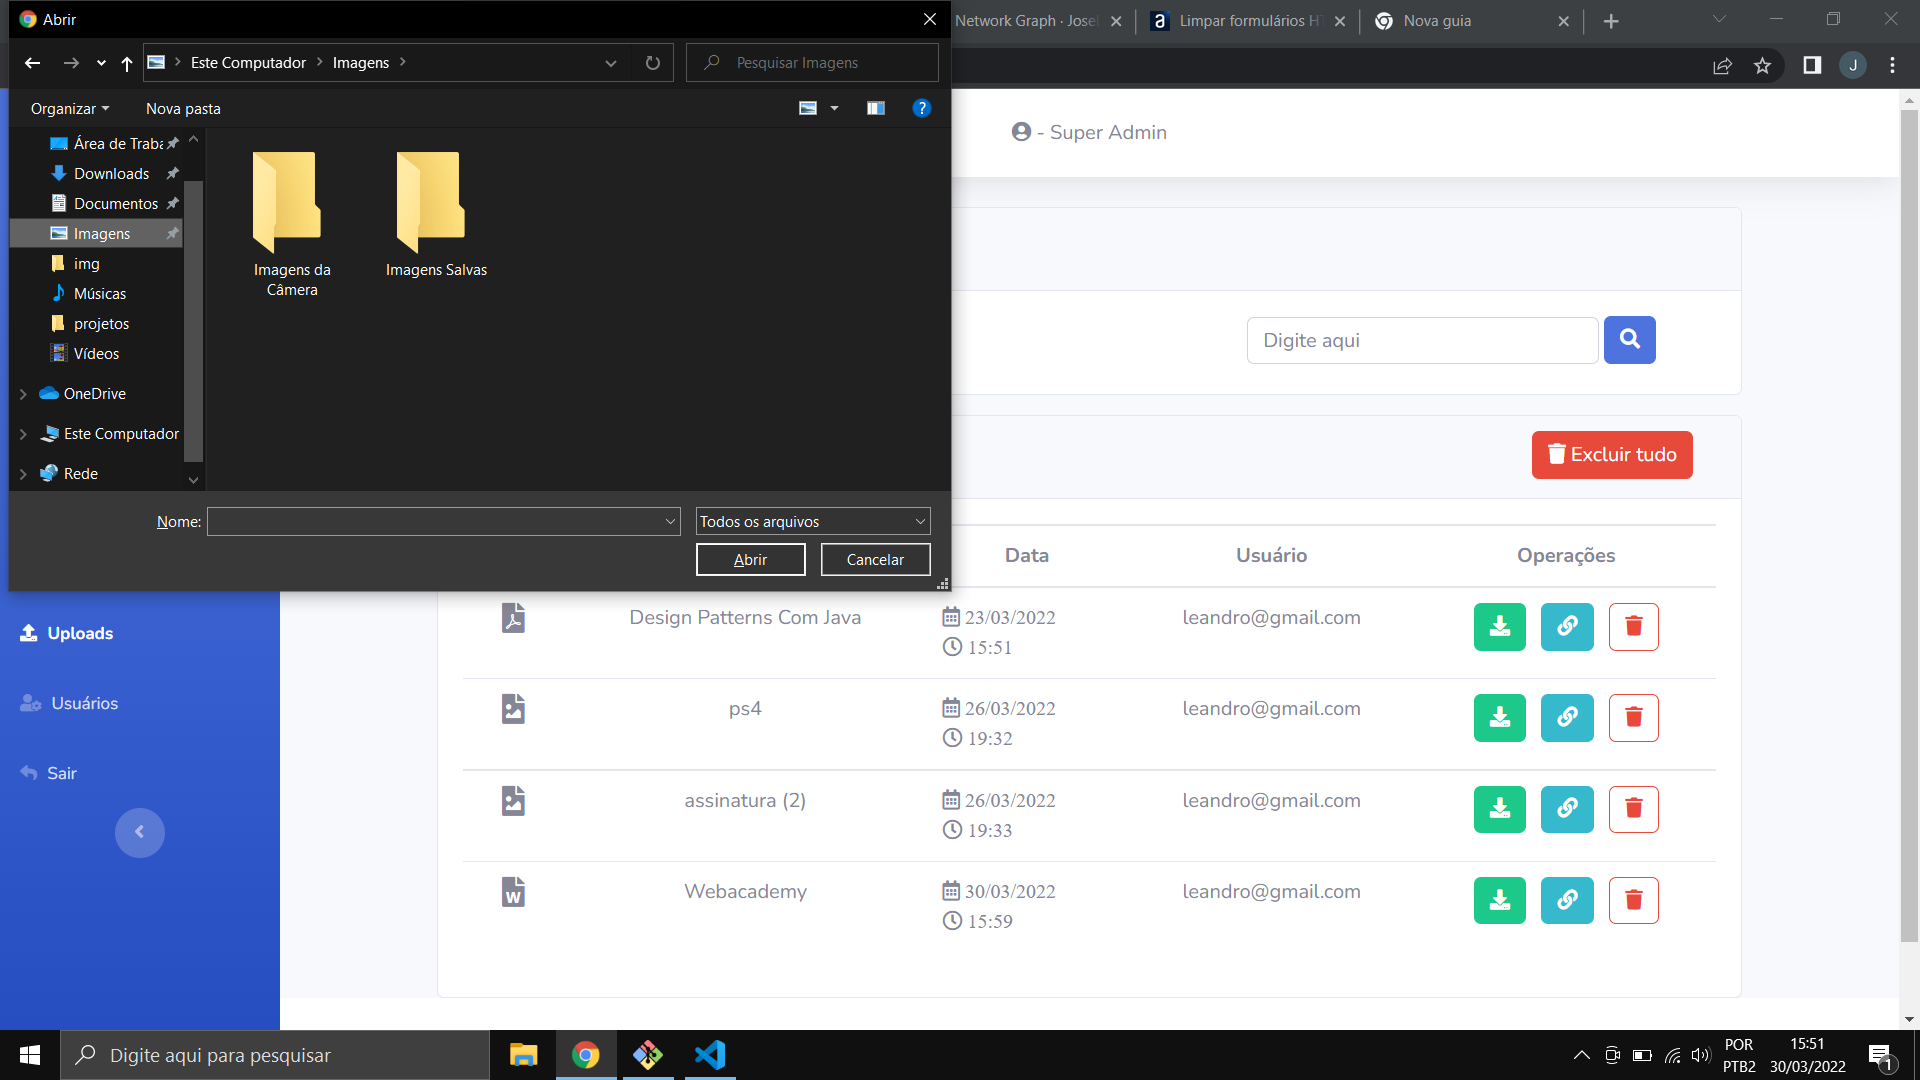 Abrir
Network Graph · Josel
Limpar formulários HT
Nova guia
Este Computador
Imagens
Pesquisar Imagens
J
Organizar
Nova pasta
- Super Admin
Área de Traba
Downloads
Documentos
Imagens
img
Músicas
projetos
Vídeos
OneDrive
Este Computador
Rede
Imagens da
Câmera
Imagens Salvas
Digite aqui
Excluir tudo
Nome:
Todos os arquivos
Abrir
Cancelar
Data
Usuário
Operações
Uploads
Usuários
Sair
Design Patterns Com Java
23/03/2022
15:51
leandro@gmail.com
ps4
26/03/2022
19:32
leandro@gmail.com
assinatura (2)
26/03/2022
19:33
leandro@gmail.com
Webacademy
30/03/2022
15:59
leandro@gmail.com
Digite aqui para pesquisar
POR
PTB2
15:51
30/03/2022
1